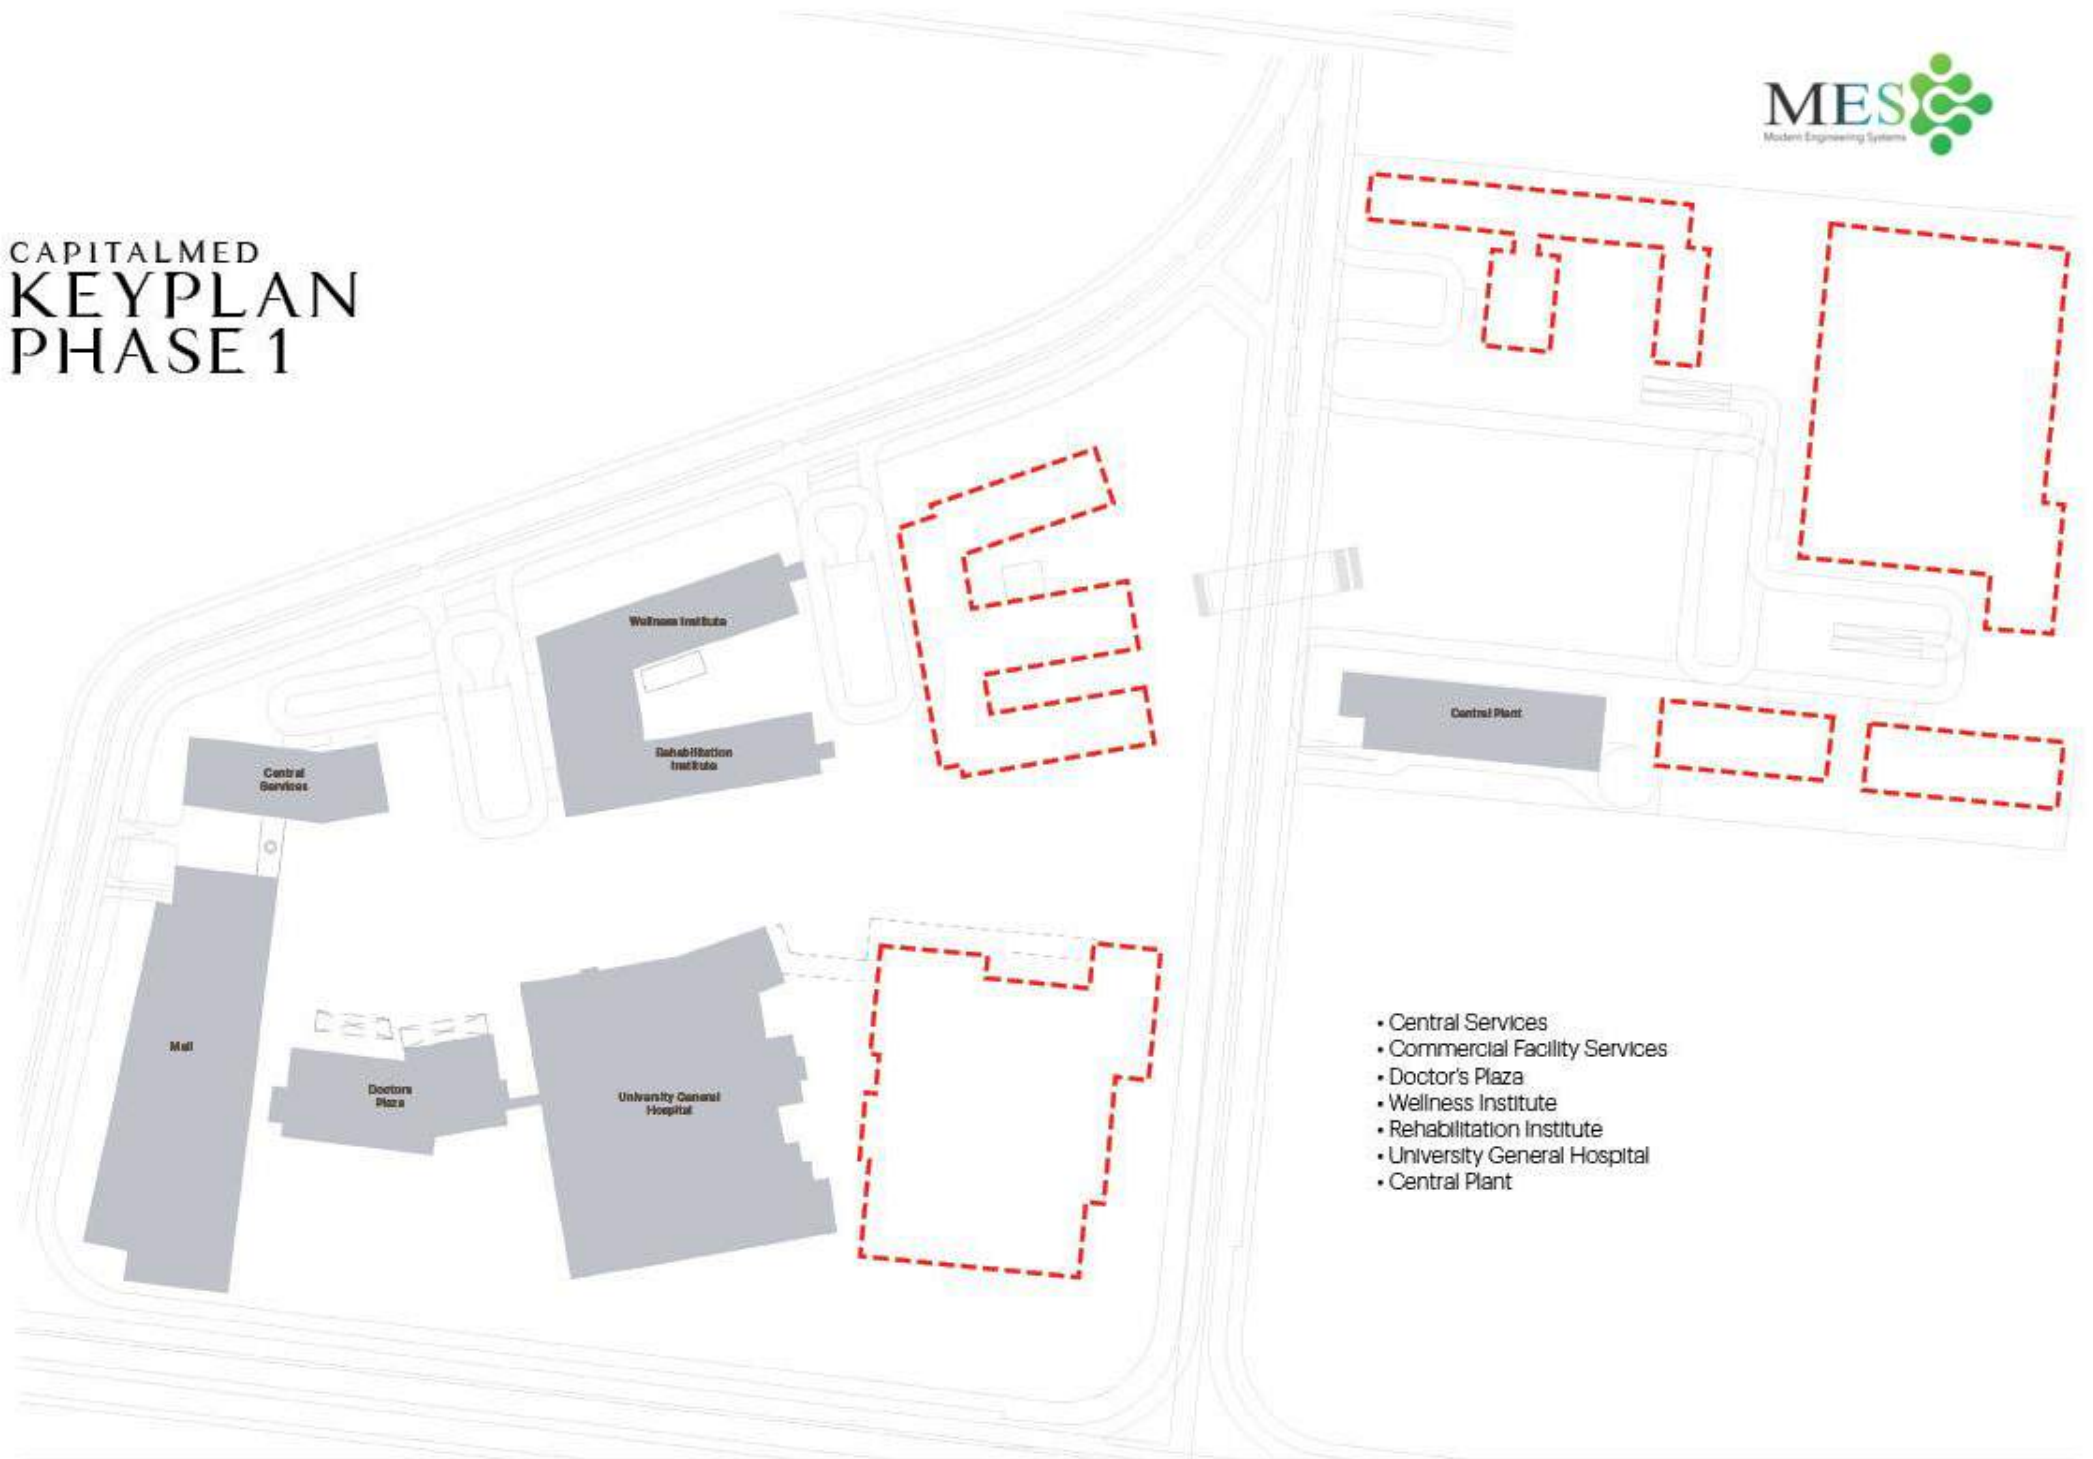 MES
Modern Engineering Systems
CAPITALMED
KEYPLAN
PHASE 1
Wellness Institute
Rehabilitation
Institute
Central
Services
Central Plant
Mall
Doctors
Plaza
University General
Hospital
• Central Services
• Commercial Facility Services
• Doctor's Plaza
• Wellness Institute
• Rehabilitation Institute
• University General Hospital
• Central Plant